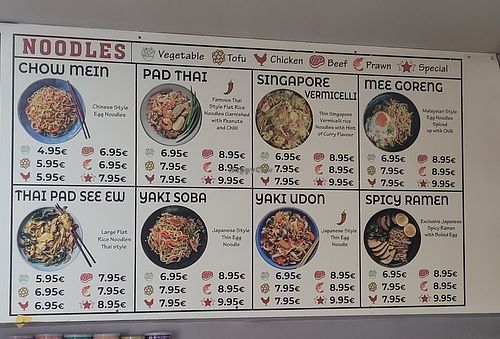 NOODLES Vegetable Tofu Chicken Beef Prawn Special
CHOW MEIN
Chinese Style
Egg Noodles
4.95€ 6.95€
5.95€ 6.95€
5.95€ 7.95€
PAD THAI
Famous Thai
Style Flat Rice
Noodles Garnished
with Peanuts
and Chilli
6.95€ 8.95€
7.95€ 8.95€
7.95€ 9.95€
SINGAPORE
VERMICELLI
Thin Singapore
Vermicelli rice
Noodles with Hint
of Curry Flavour
6.95€ 8.95€
7.95€ 8.95€
7.95€ 9.95€
MEE GORENG
Malaysian Style
Egg Noodles
Spiced
up with Chilli
6.95€ 8.95€
7.95€ 8.95€
7.95€ 9.95€
THAI PAD SEE EW
Large Flat
Rice Noodles
Thai style
5.95€ 7.95€
6.95€ 7.95€
6.95€ 8.95€
YAKI SOBA
Japanese Style
Thin Egg
Noodle
6.95€ 8.95€
7.95€ 8.95€
7.95€ 9.95€
YAKI UDON
Japanese Style
Thin Egg
Noodle
6.95€ 8.95€
7.95€ 8.95€
7.95€ 9.95€
SPICY RAMEN
Exclusive Japanese
Spicy Ramen
with Boiled Egg
5.95€ 8.95€
7.95€ 8.95€
7.95€ 9.95€